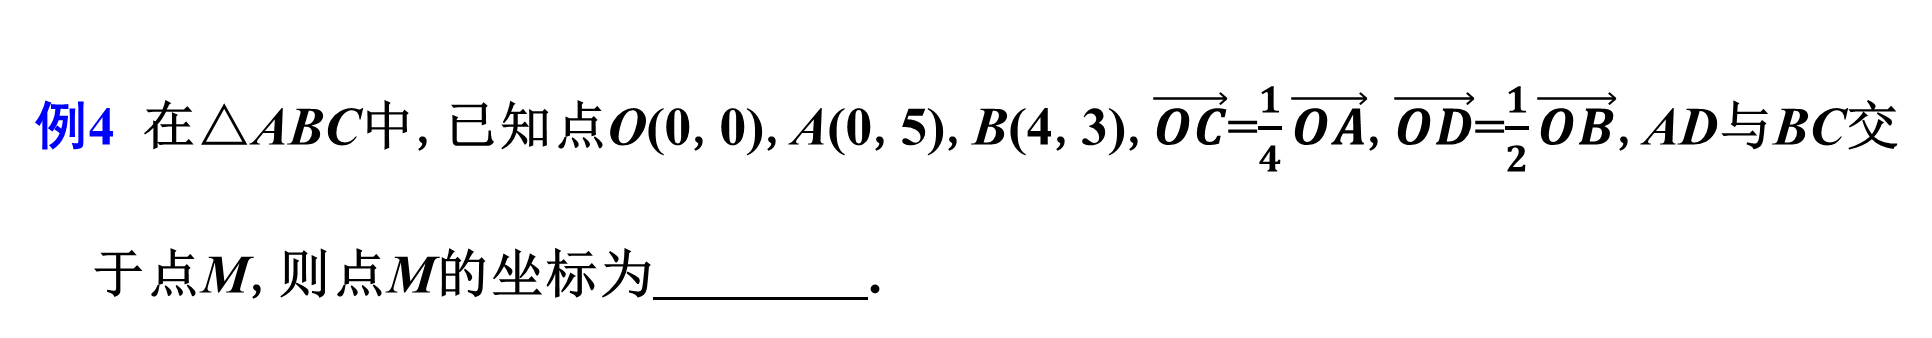 例4 在△ABC中, 已知点O(0, 0), A(0, 5), B(4, 3), $\overrightarrow{OC}=\frac{1}{4}\overrightarrow{OA}$, $\overrightarrow{OD}=\frac{1}{2}\overrightarrow{OB}$, AD与BC交
于点M, 则点M的坐标为________.